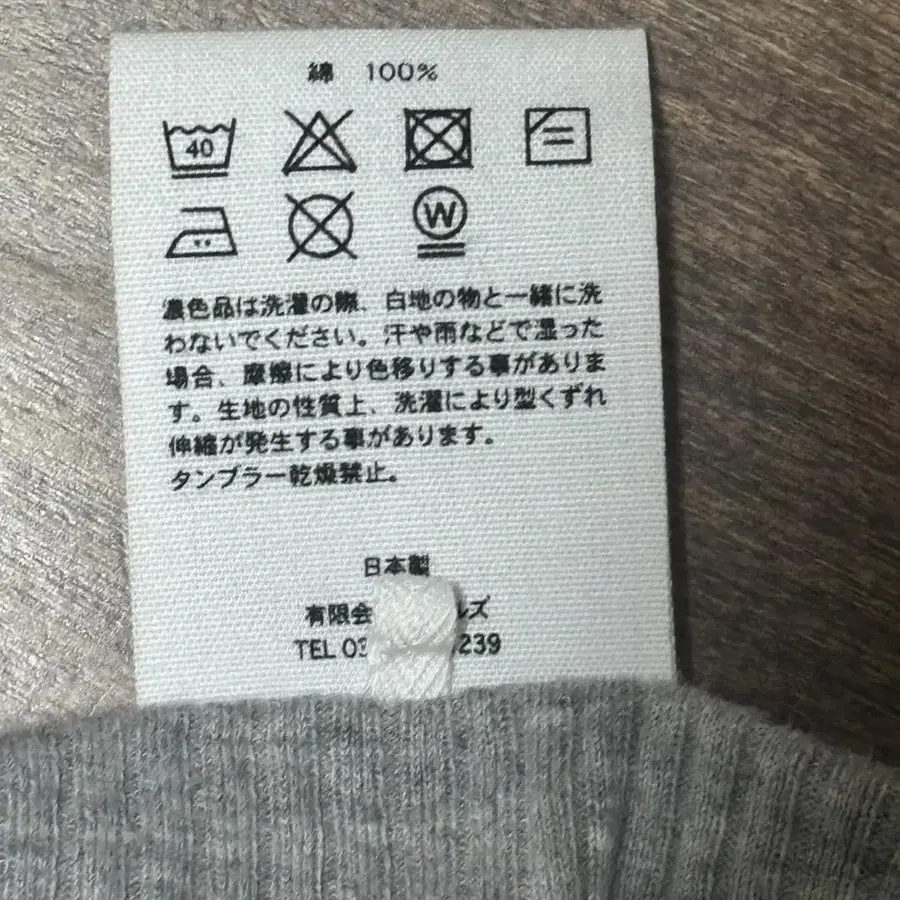 綿 100%
40
W
濃色品は洗濯の際、白地の物と一緒に洗
わないでください。汗や雨などで湿った
場合、摩擦により色移りする事がありま
す。生地の性質上、洗濯により型くずれ
伸縮が発生する事があります。
タンブラー乾燥禁止。
日本製
有限会 ルズ
TEL 03 239